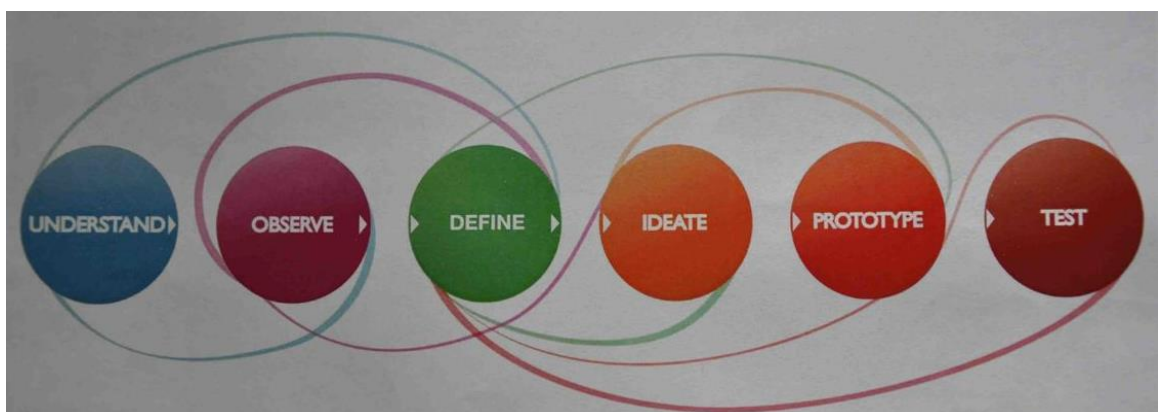 UNDERSTAND
OBSERVE
DEFINE
IDEATE
PROTOTYPE
TEST